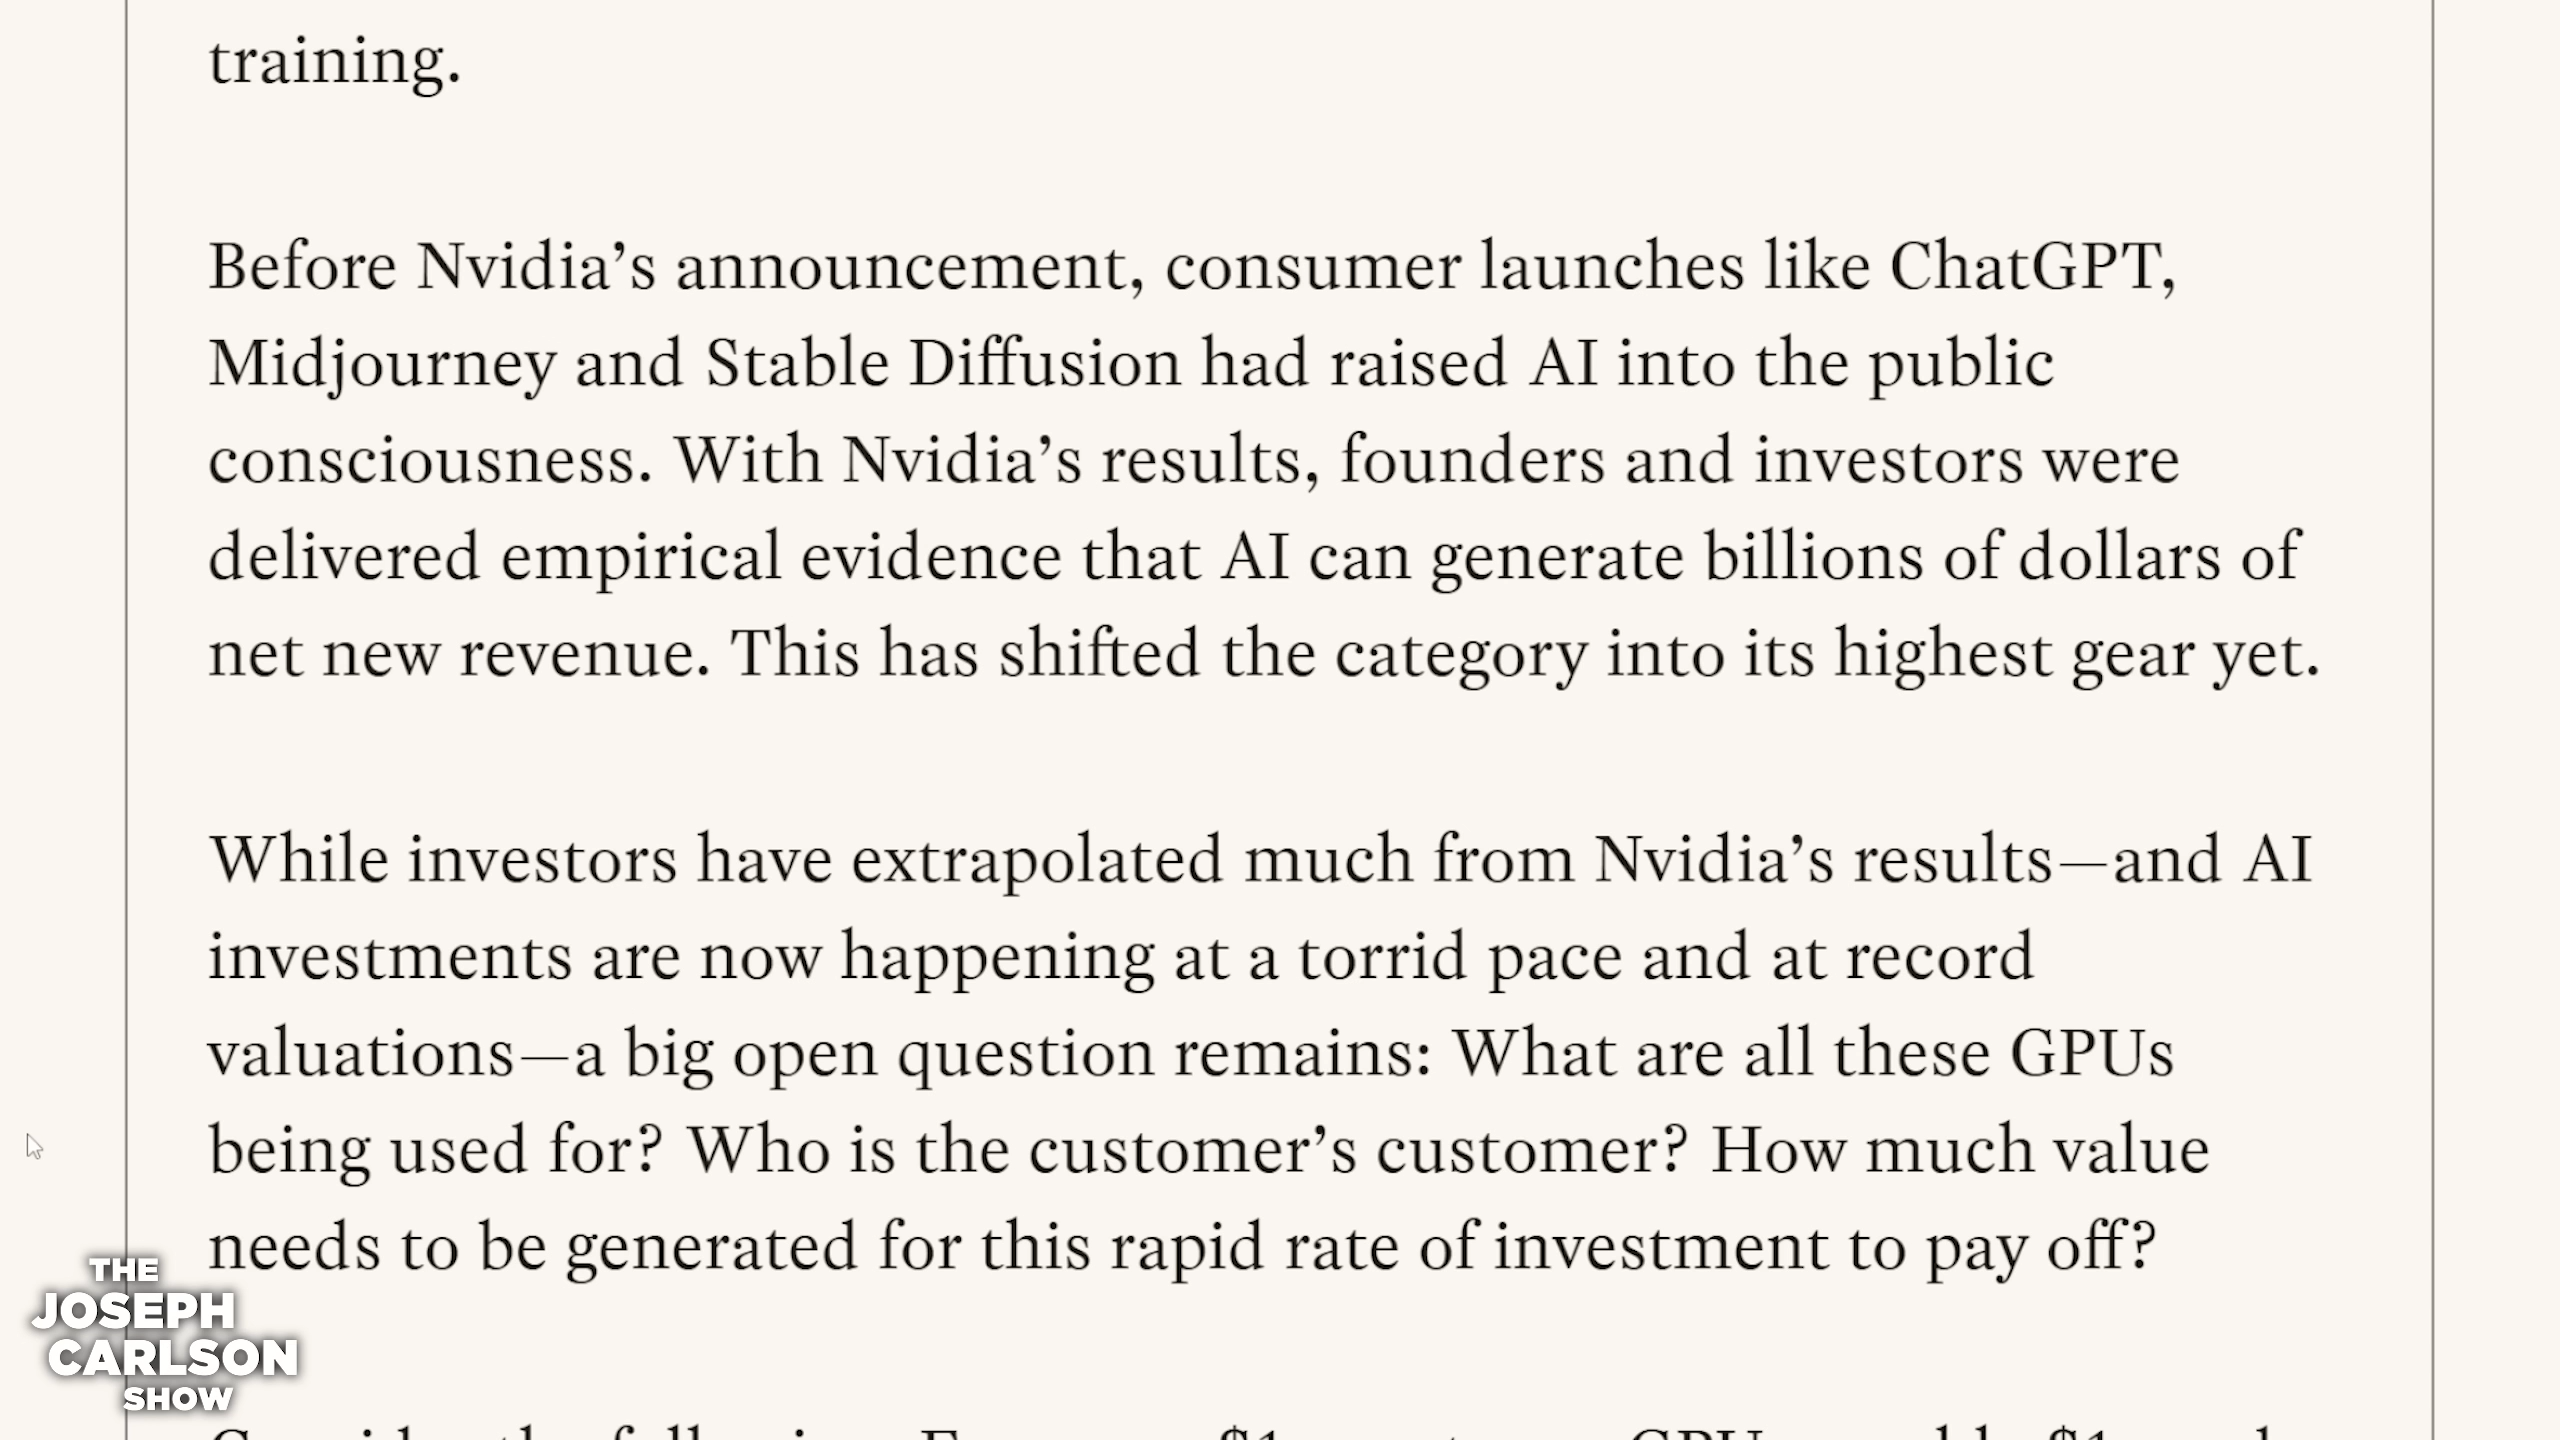 training.
Before Nvidia’s announcement, consumer launches like ChatGPT,
Midjourney and Stable Diffusion had raised AI into the public
consciousness. With Nvidia’s results, founders and investors were
delivered empirical evidence that AI can generate billions of dollars of
net new revenue. This has shifted the category into its highest gear yet.
While investors have extrapolated much from Nvidia’s results—and AI
investments are now happening at a torrid pace and at record
valuations—a big open question remains: What are all these GPUs
being used for? Who is the customer’s customer? How much value
needs to be generated for this rapid rate of investment to pay off?
THE
JOSEPH
CARLSON
SHOW